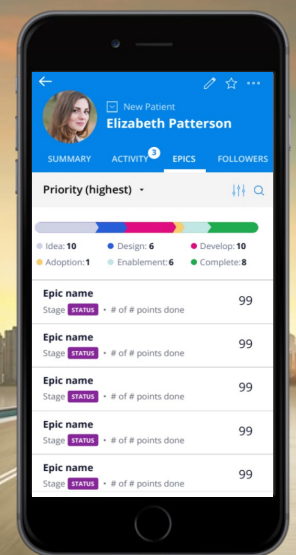 New Patient
Elizabeth Patterson
SUMMARY ACTIVITY 3 EPICS FOLLOWERS
Priority (highest)
Idea: 10 Design: 6 Develop: 10
Adoption: 1 Enablement: 6 Complete: 8
Epic name
99
Stage STATUS • # of # points done
Epic name
99
Stage STATUS • # of # points done
Epic name
99
Stage STATUS • # of # points done
Epic name
99
Stage STATUS • # of # points done
Epic name
99
Stage STATUS • # of # points done